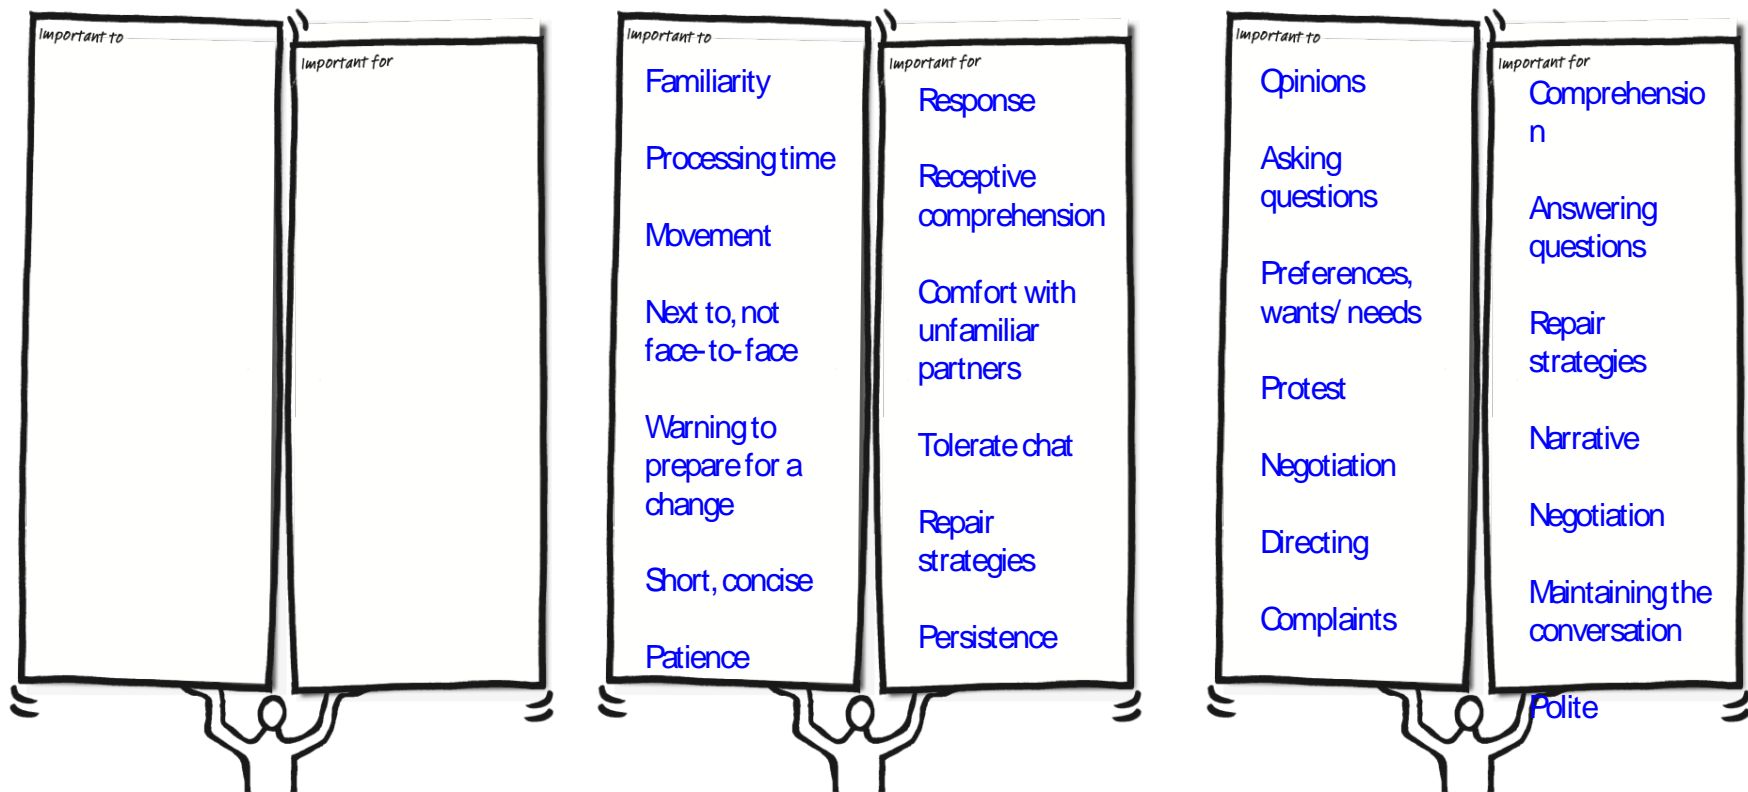 Important to
Important for
Important to
Familiarity
Processing time
Movement
Next to, not
face-to-face
Warning to
prepare for a
change
Short, concise
Patience
Important for
Response
Receptive
comprehension
Comfort with
unfamiliar
partners
Tolerate chat
Repair
strategies
Persistence
Important to
Opinions
Asking
questions
Preferences,
wants/ needs
Protest
Negotiation
Directing
Complaints
Important for
Comprehensio
n
Answering
questions
Repair
strategies
Narrative
Negotiation
Maintaining the
conversation
Polite